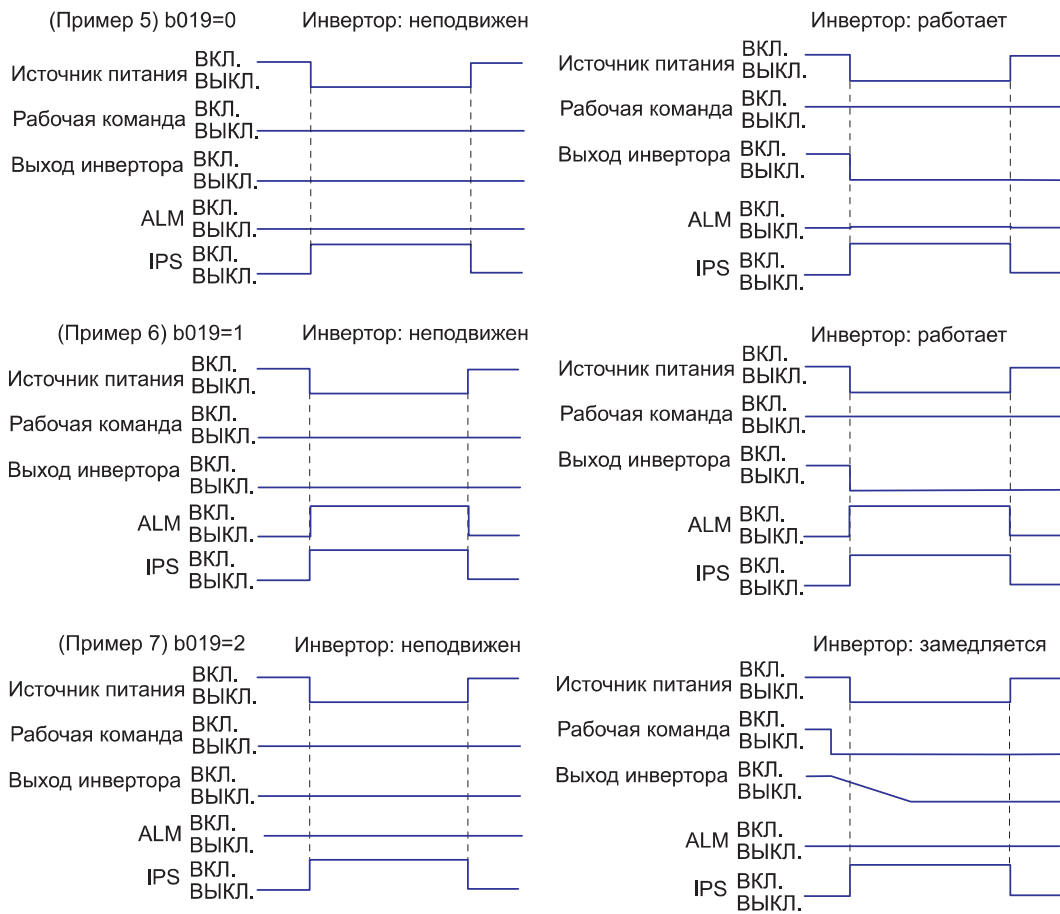 (Пример 5) b019=0
Инвертор: неподвижен
Источник питания
ВКЛ.
ВЫКЛ.
Рабочая команда
ВКЛ.
ВЫКЛ.
Выход инвертора
ВКЛ.
ВЫКЛ.
ALM
ВКЛ.
ВЫКЛ.
IPS
ВКЛ.
ВЫКЛ.
Инвертор: работает
Источник питания
ВКЛ.
ВЫКЛ.
Рабочая команда
ВКЛ.
ВЫКЛ.
Выход инвертора
ВКЛ.
ВЫКЛ.
ALM
ВКЛ.
ВЫКЛ.
IPS
ВКЛ.
ВЫКЛ.
(Пример 6) b019=1
Инвертор: неподвижен
Источник питания
ВКЛ.
ВЫКЛ.
Рабочая команда
ВКЛ.
ВЫКЛ.
Выход инвертора
ВКЛ.
ВЫКЛ.
ALM
ВКЛ.
ВЫКЛ.
IPS
ВКЛ.
ВЫКЛ.
Инвертор: работает
Источник питания
ВКЛ.
ВЫКЛ.
Рабочая команда
ВКЛ.
ВЫКЛ.
Выход инвертора
ВКЛ.
ВЫКЛ.
ALM
ВКЛ.
ВЫКЛ.
IPS
ВКЛ.
ВЫКЛ.
(Пример 7) b019=2
Инвертор: неподвижен
Источник питания
ВКЛ.
ВЫКЛ.
Рабочая команда
ВКЛ.
ВЫКЛ.
Выход инвертора
ВКЛ.
ВЫКЛ.
ALM
ВКЛ.
ВЫКЛ.
IPS
ВКЛ.
ВЫКЛ.
Инвертор: замедляется
Источник питания
ВКЛ.
ВЫКЛ.
Рабочая команда
ВКЛ.
ВЫКЛ.
Выход инвертора
ВКЛ.
ВЫКЛ.
ALM
ВКЛ.
ВЫКЛ.
IPS
ВКЛ.
ВЫКЛ.